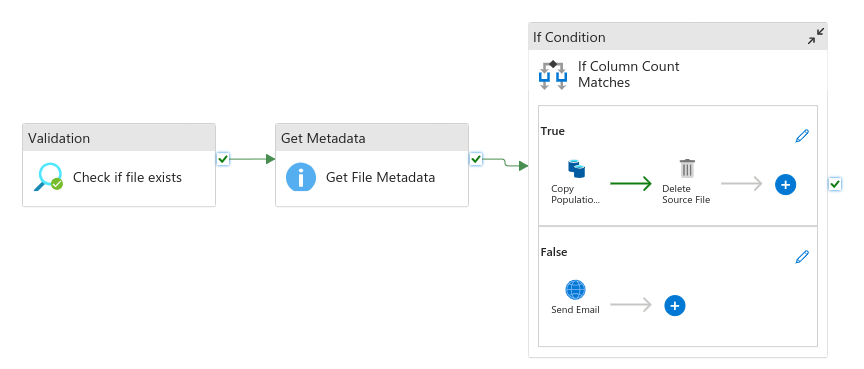 Validation
Check if file exists
Get Metadata
Get File Metadata
If Condition
If Column Count
Matches
True
Copy
Populatio...
Delete
Source File
False
Send Email